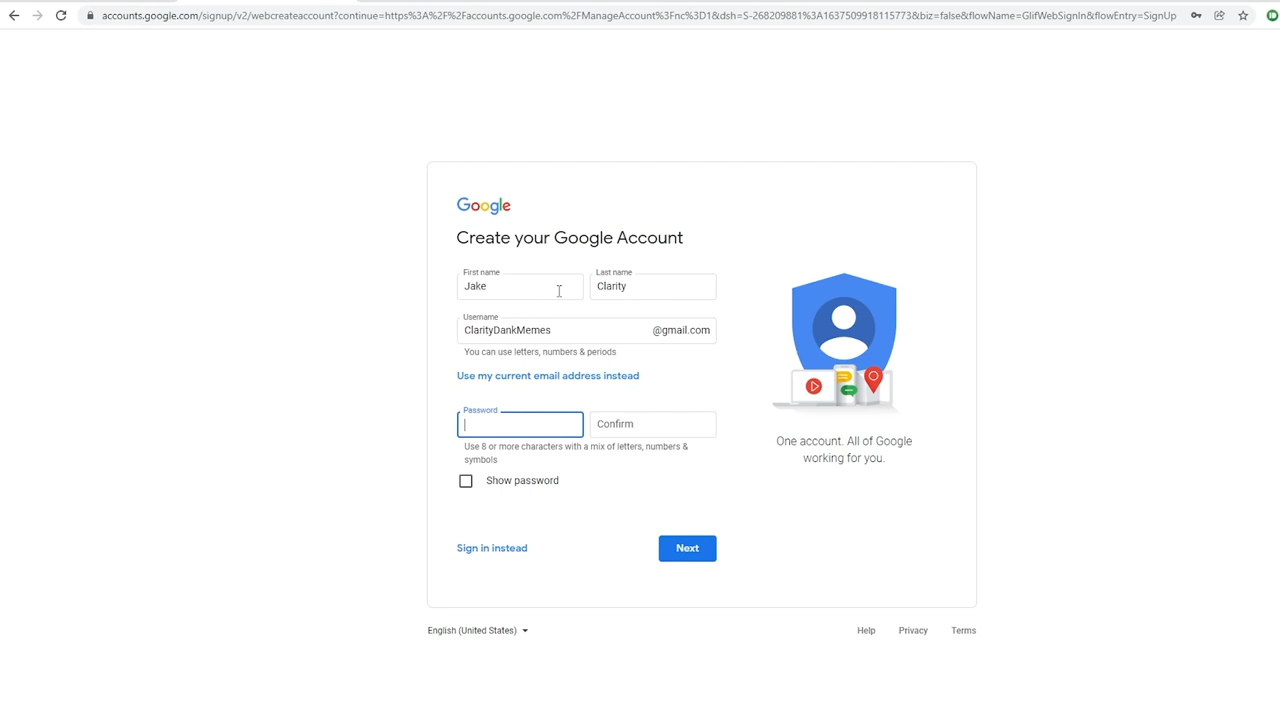 accounts.google.com/signup/v2/webcreateaccount?continue=https%3A%2F%2Faccounts.google.com%2FManageAccount%3Fnc%3D1&dsh=S-268209881%3A1637509918115773&biz=false&flowName=GlifWebSignIn&flowEntry=SignUp
Google
Create your Google Account
First name
Last name
Jake
Clarity
Username
ClarityDankMemes
@gmail.com
You can use letters, numbers & periods
Use my current email address instead
Password
Confirm
Use 8 or more characters with a mix of letters, numbers &
symbols
Show password
Sign in instead
Next
One account. All of Google
working for you.
English (United States)
Help
Privacy
Terms